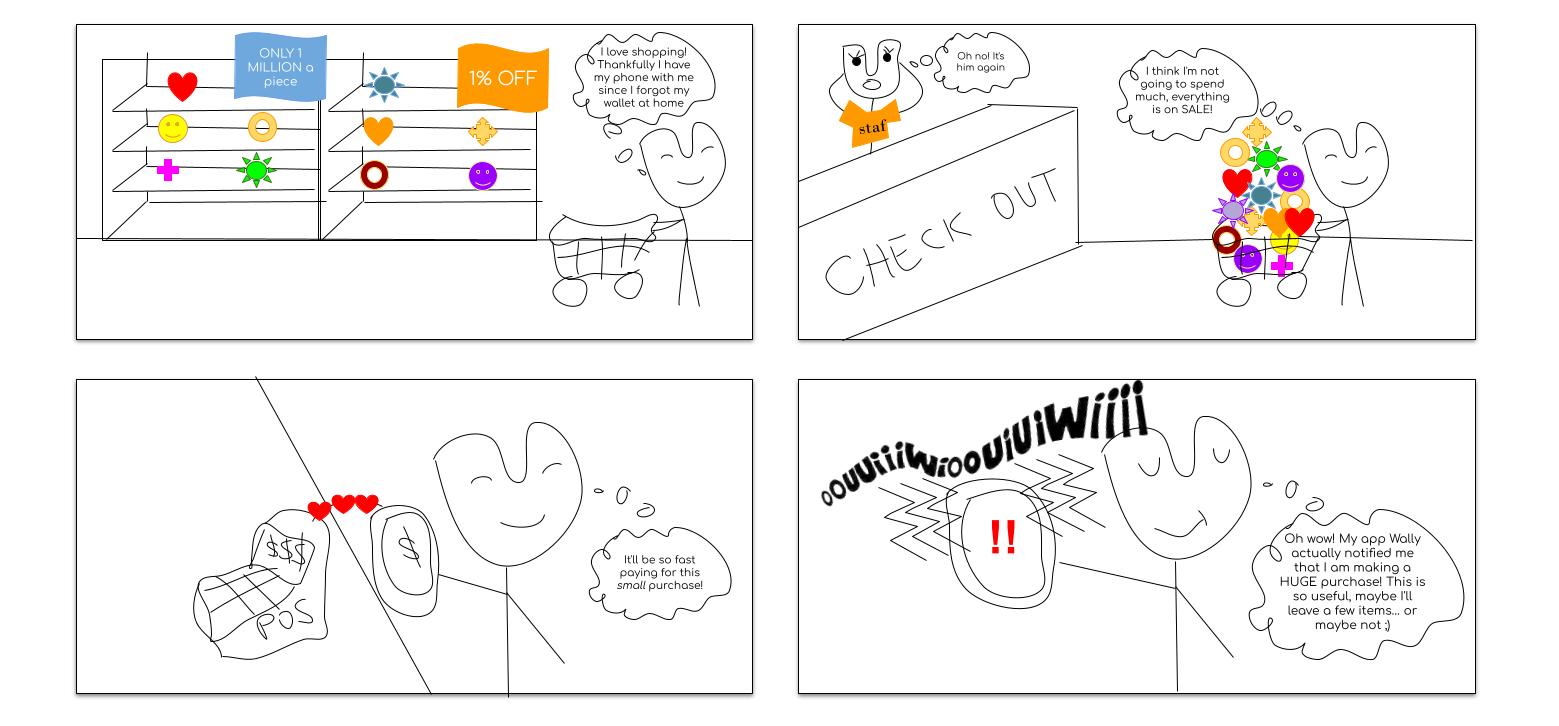 ONLY 1
MILLION a
piece
1% OFF
I love shopping!
Thankfully I have
my phone with me
since I forgot my
wallet at home
Oh no! It's
him again
staf
I think I'm not
going to spend
much, everything
is on SALE!
CHECK OUT
$$$
POS
$
It'll be so fast
paying for this
small purchase!
oouuiiiWiooUiUiWiiii
!!
Oh wow! My app Wally
actually notified me
that I am making a
HUGE purchase! This is
so useful, maybe I'll
leave a few items... or
maybe not ;)